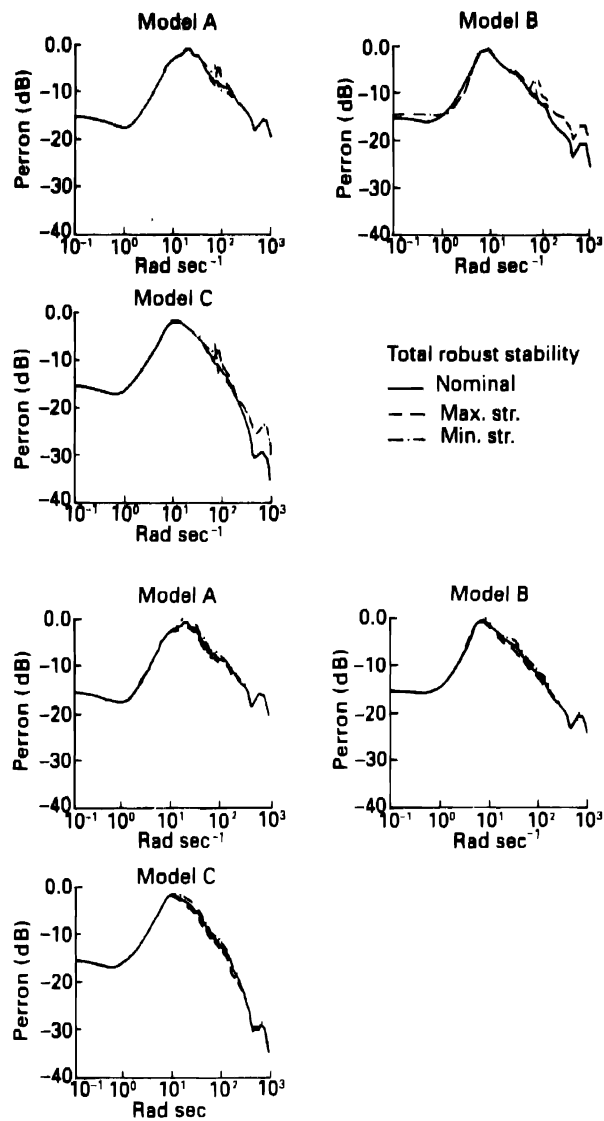 Model A
0.0
−10
−20
−30
−40
Perron (dB)
10⁻¹ 10⁰ 10¹ 10² 10³
Rad sec⁻¹
Model B
0.0
−10
−20
−30
−40
Perron (dB)
10⁻¹ 10⁰ 10¹ 10² 10³
Rad sec⁻¹
Model C
0.0
−10
−20
−30
−40
Perron (dB)
10⁻¹ 10⁰ 10¹ 10² 10³
Rad sec⁻¹
Total robust stability
Nominal
Max. str.
Min. str.
Model A
0.0
−10
−20
−30
−40
Perron (dB)
10⁻¹ 10⁰ 10¹ 10² 10³
Rad sec⁻¹
Model B
0.0
−10
−20
−30
−40
Perron (dB)
10⁻¹ 10⁰ 10¹ 10² 10³
Rad sec⁻¹
Model C
0.0
−10
−20
−30
−40
Perron (dB)
10⁻¹ 10⁰ 10¹ 10² 10³
Rad sec